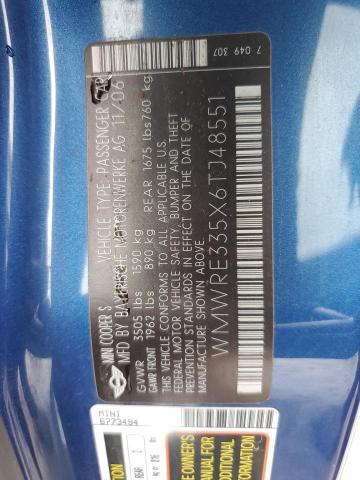 7 049 307
MINI COOPER S
VEHICLE TYPE: PASSENGER CAR
MFD BY BAYERISCHE MOTORENWERKE AG 11/06
GVWR 3505 lbs 1590 kg
GAWR FRONT 1962 lbs 890 kg REAR 1675 lbs 760 kg
THIS VEHICLE CONFORMS TO ALL APPLICABLE U.S.
FEDERAL MOTOR VEHICLE SAFETY, BUMPER AND
THEFT PREVENTION STANDARDS IN EFFECT ON THE DATE OF
MANUFACTURE SHOWN ABOVE.
WMWRE335X6TJ48551
MINI
6773494
REAR 2
E OWNER'S
MANUAL FOR